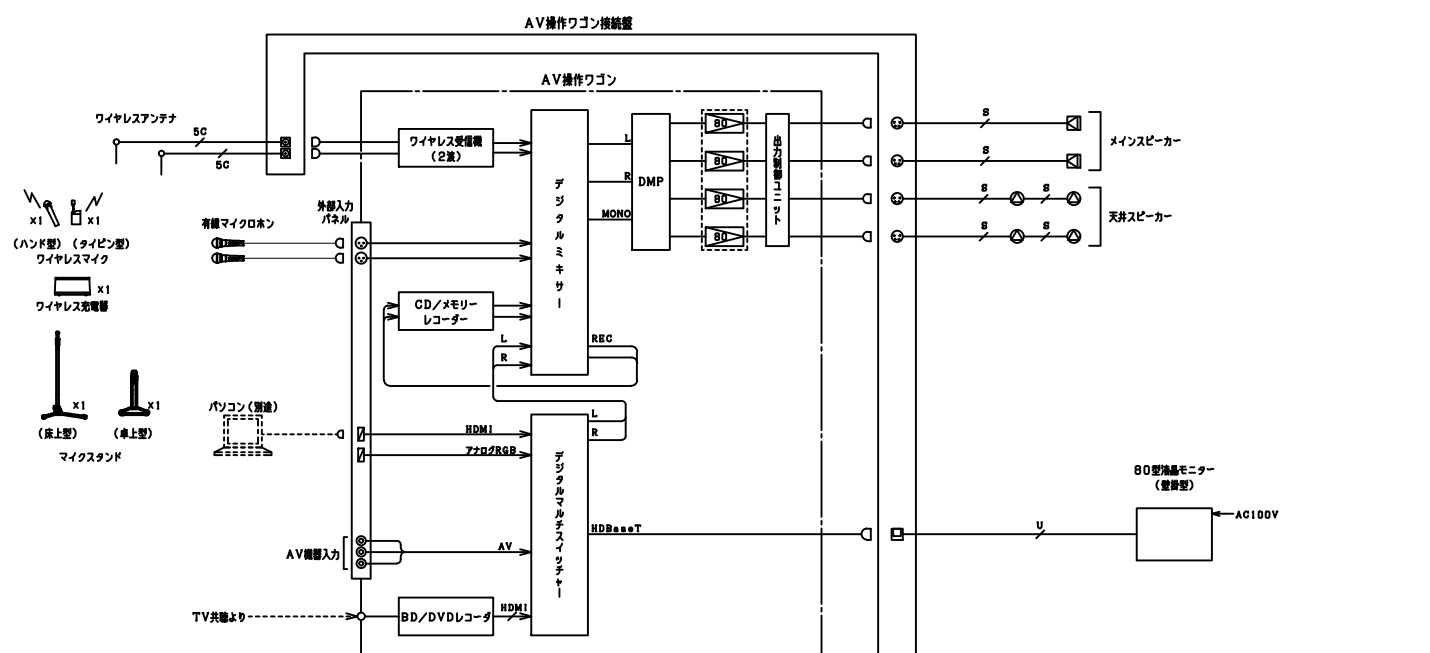 AV操作ワゴン接続盤
AV操作ワゴン
ワイヤレスアンテナ
5C
5C
ワイヤレス受信機
(2波)
デジタルミキサー
L
R
MONO
DMP
80
80
80
80
出力制御ユニット
S
S
メインスピーカー
S
S
S
S
天井スピーカー
x1
x1
(ハンド型)
(タイピン型)
ワイヤレスマイク
x1
ワイヤレス充電器
有線マイクロホン
外部入力
パネル
CD/メモリー
レコーダー
L
R
REC
x1
x1
(床上型)
(卓上型)
マイクスタンド
パソコン(別途)
HDMI
アナログRGB
L
R
デジタルマルチスイッチャー
HDBaseT
AV機器入力
AV
TV共聴より
BD/DVDレコーダ
HDMI
U
80型液晶モニター
(壁掛型)
AC100V